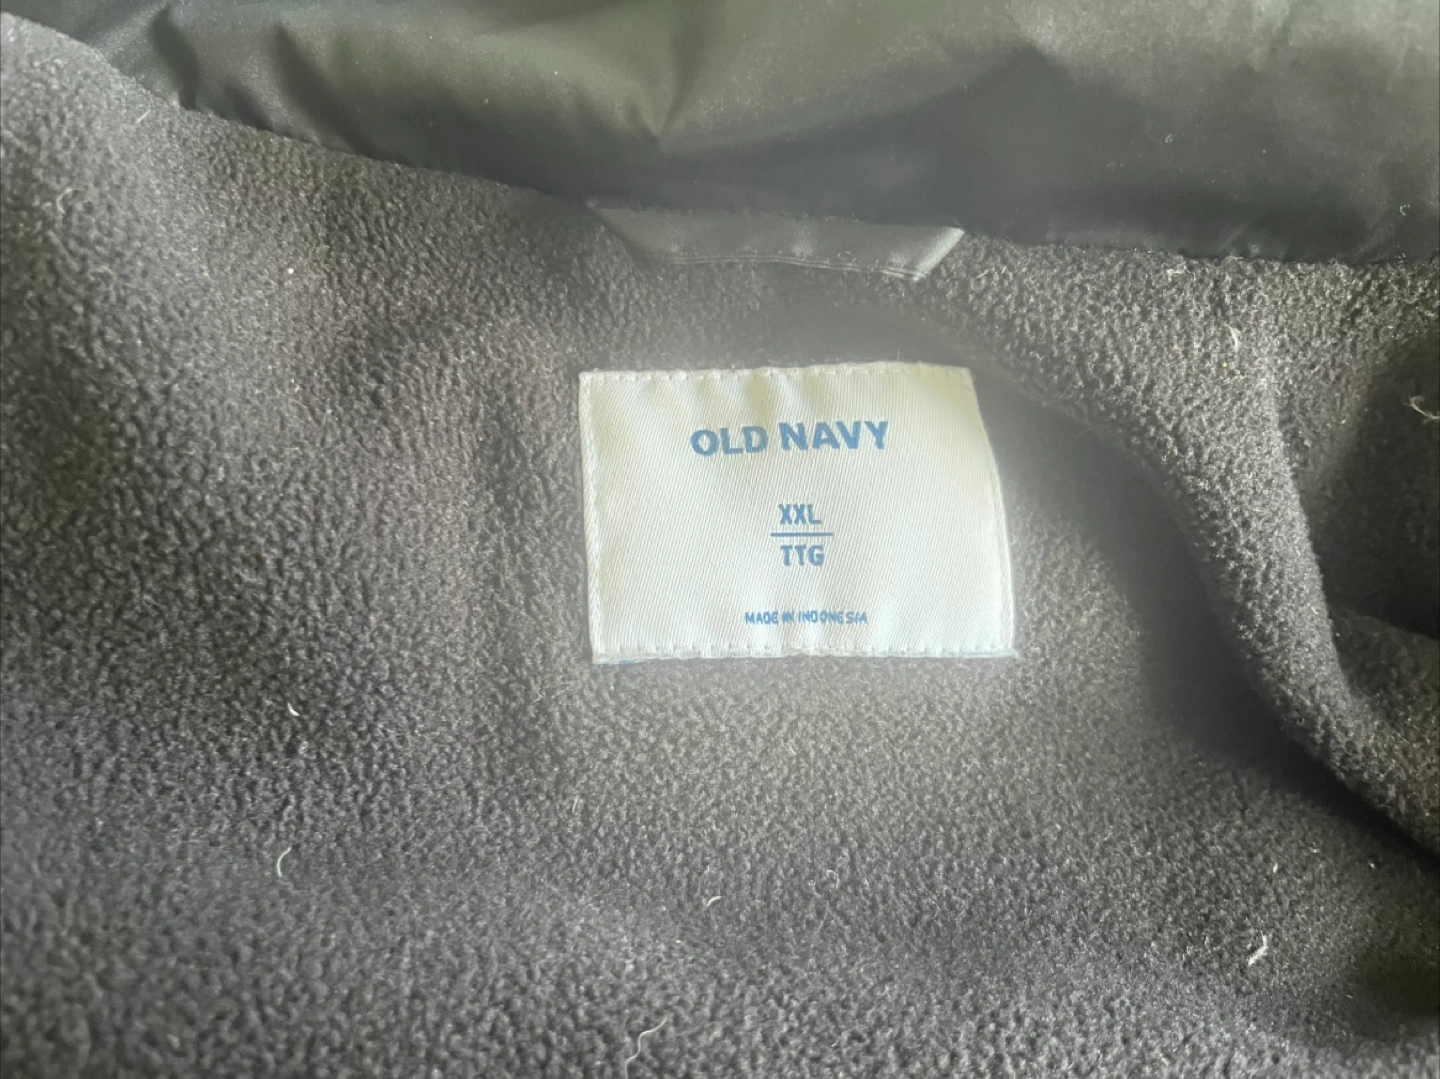 OLD NAVY
XXL
TTG
MADE IN INDONESIA